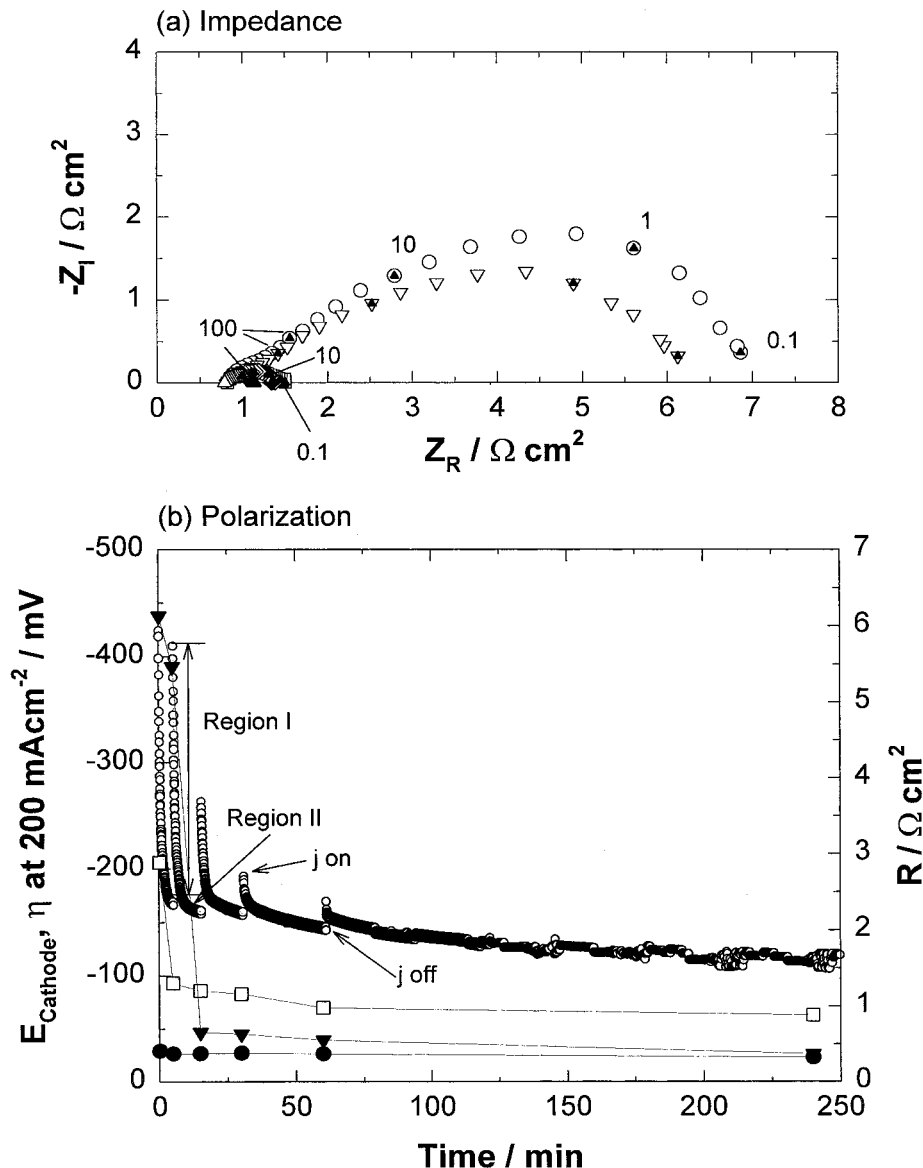 (a) Impedance
4
3
2
1
0
-Z_I / Ω cm²
1
10
100
10
0.1
0.1
0 1 2 3 4 5 6 7 8
Z_R / Ω cm²
(b) Polarization
-500
-400
-300
-200
-100
0
E_Cathode, η at 200 mAcm⁻² / mV
Region I
Region II
j on
j off
7
6
5
4
3
2
1
0
R / Ω cm²
0 50 100 150 200 250
Time / min